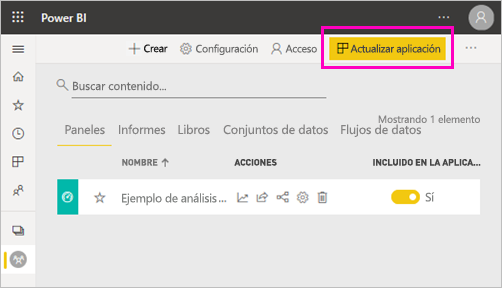 Power BI
Crear Configuración Acceso Actualizar aplicación
Buscar contenido...
Mostrando 1 elemento
Paneles Informes Libros Conjuntos de datos Flujos de datos
NOMBRE ACCIONES INCLUIDO EN LA APLICA...
Ejemplo de análisis ... Sí